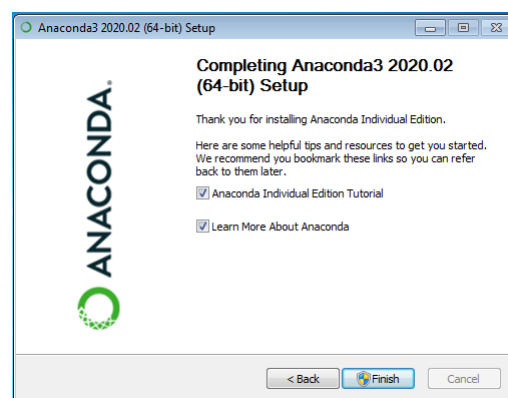 Anaconda3 2020.02 (64-bit) Setup
ANACONDA.
Completing Anaconda3 2020.02
(64-bit) Setup
Thank you for installing Anaconda Individual Edition.
Here are some helpful tips and resources to get you started.
We recommend you bookmark these links so you can refer
back to them later.
Anaconda Individual Edition Tutorial
Learn More About Anaconda
< Back
Finish
Cancel